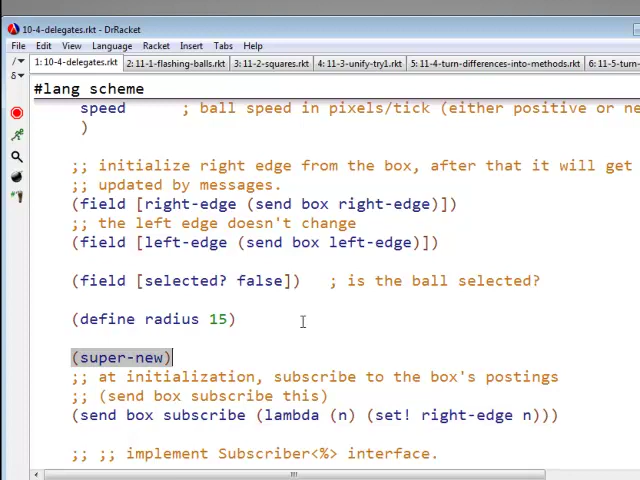 10-4-delegates.rkt - DrRacket
File Edit View Language Racket Insert Tabs Help
1: 10-4-delegates.rkt 2: 11-1-flashing-balls.rkt 3: 11-2-squares.rkt 4: 11-3-unify-try1.rkt 5: 11-4-turn-differences-into-methods.rkt 6: 11-5-turn-
#lang scheme
speed ; ball speed in pixels/tick (either positive or ne
)
;; initialize right edge from the box, after that it will get
;; updated by messages.
(field [right-edge (send box right-edge)])
;; the left edge doesn't change
(field [left-edge (send box left-edge)])
(field [selected? false]) ; is the ball selected?
(define radius 15)
(super-new)
;; at initialization, subscribe to the box's postings
;; (send box subscribe this)
(send box subscribe (lambda (n) (set! right-edge n)))
;; ;; implement Subscriber<%> interface.